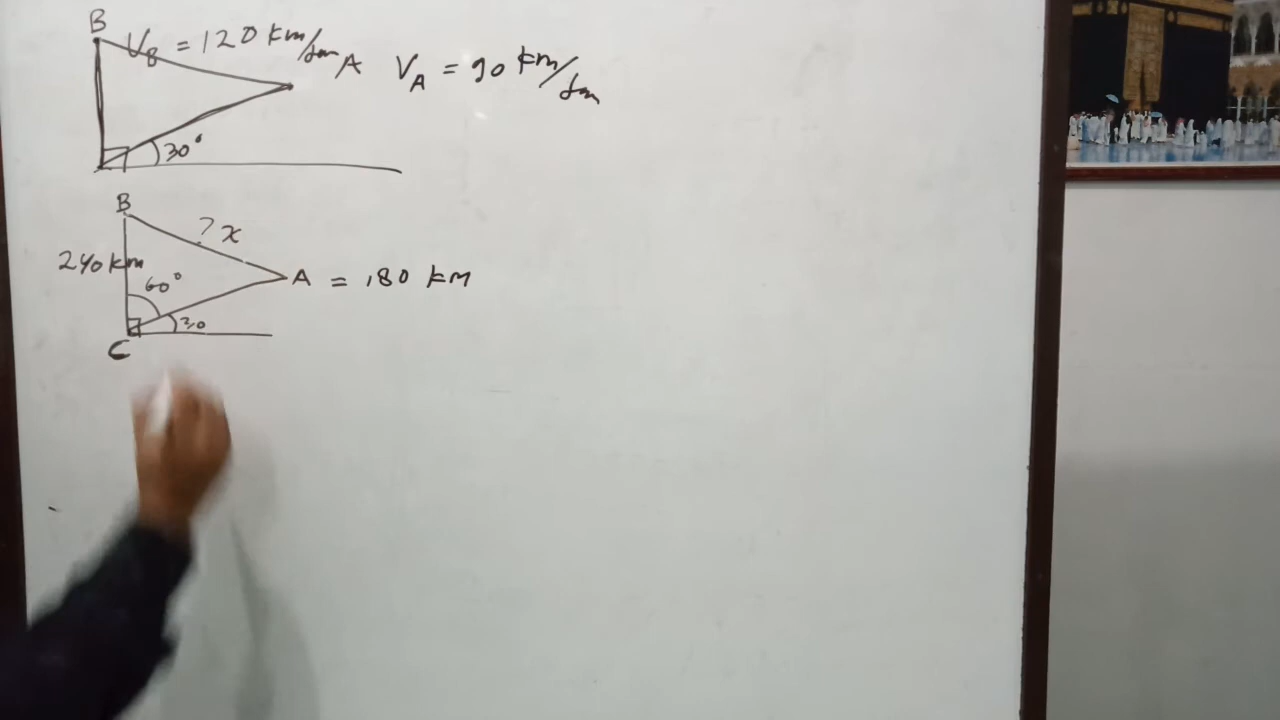 B
V_B = 120 km/jam A V_A = 90 km/jam
30°
B
? x
240 km
60°
A = 180 km
30
C